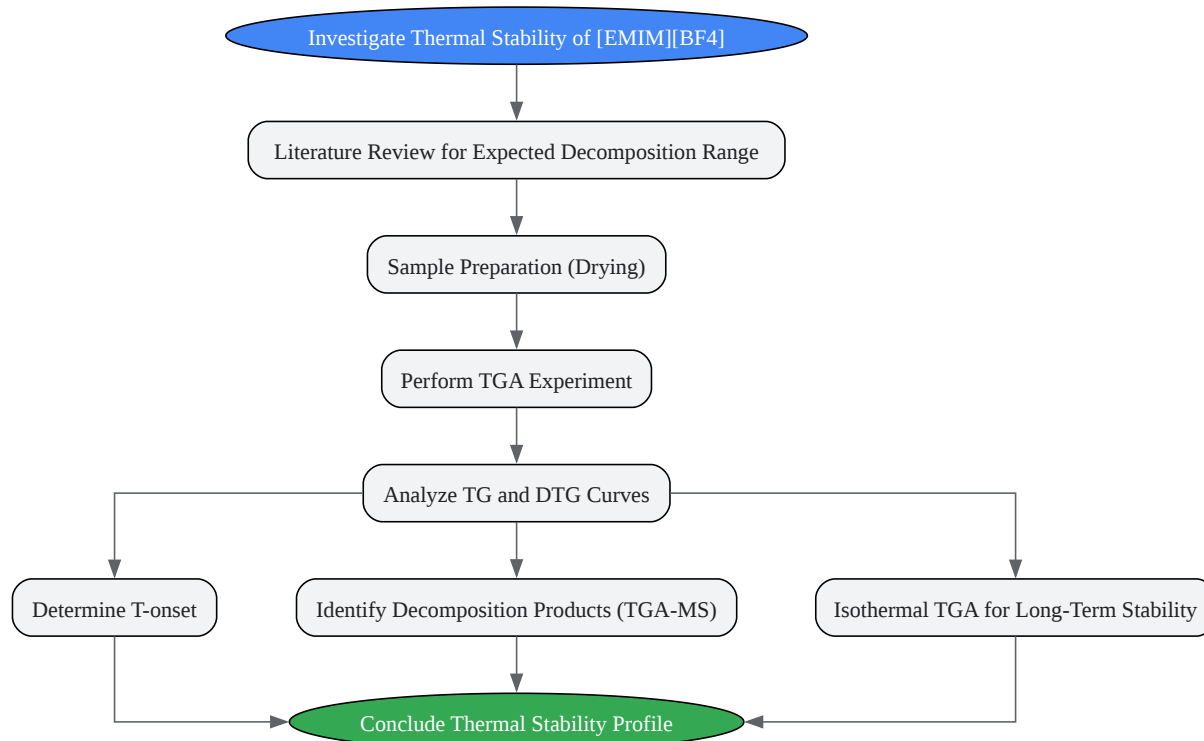 Investigate Thermal Stability of [EMIM][BF4]
Literature Review for Expected Decomposition Range
Sample Preparation (Drying)
Perform TGA Experiment
Analyze TG and DTG Curves
Determine T-onset
Identify Decomposition Products (TGA-MS)
Isothermal TGA for Long-Term Stability
Conclude Thermal Stability Profile